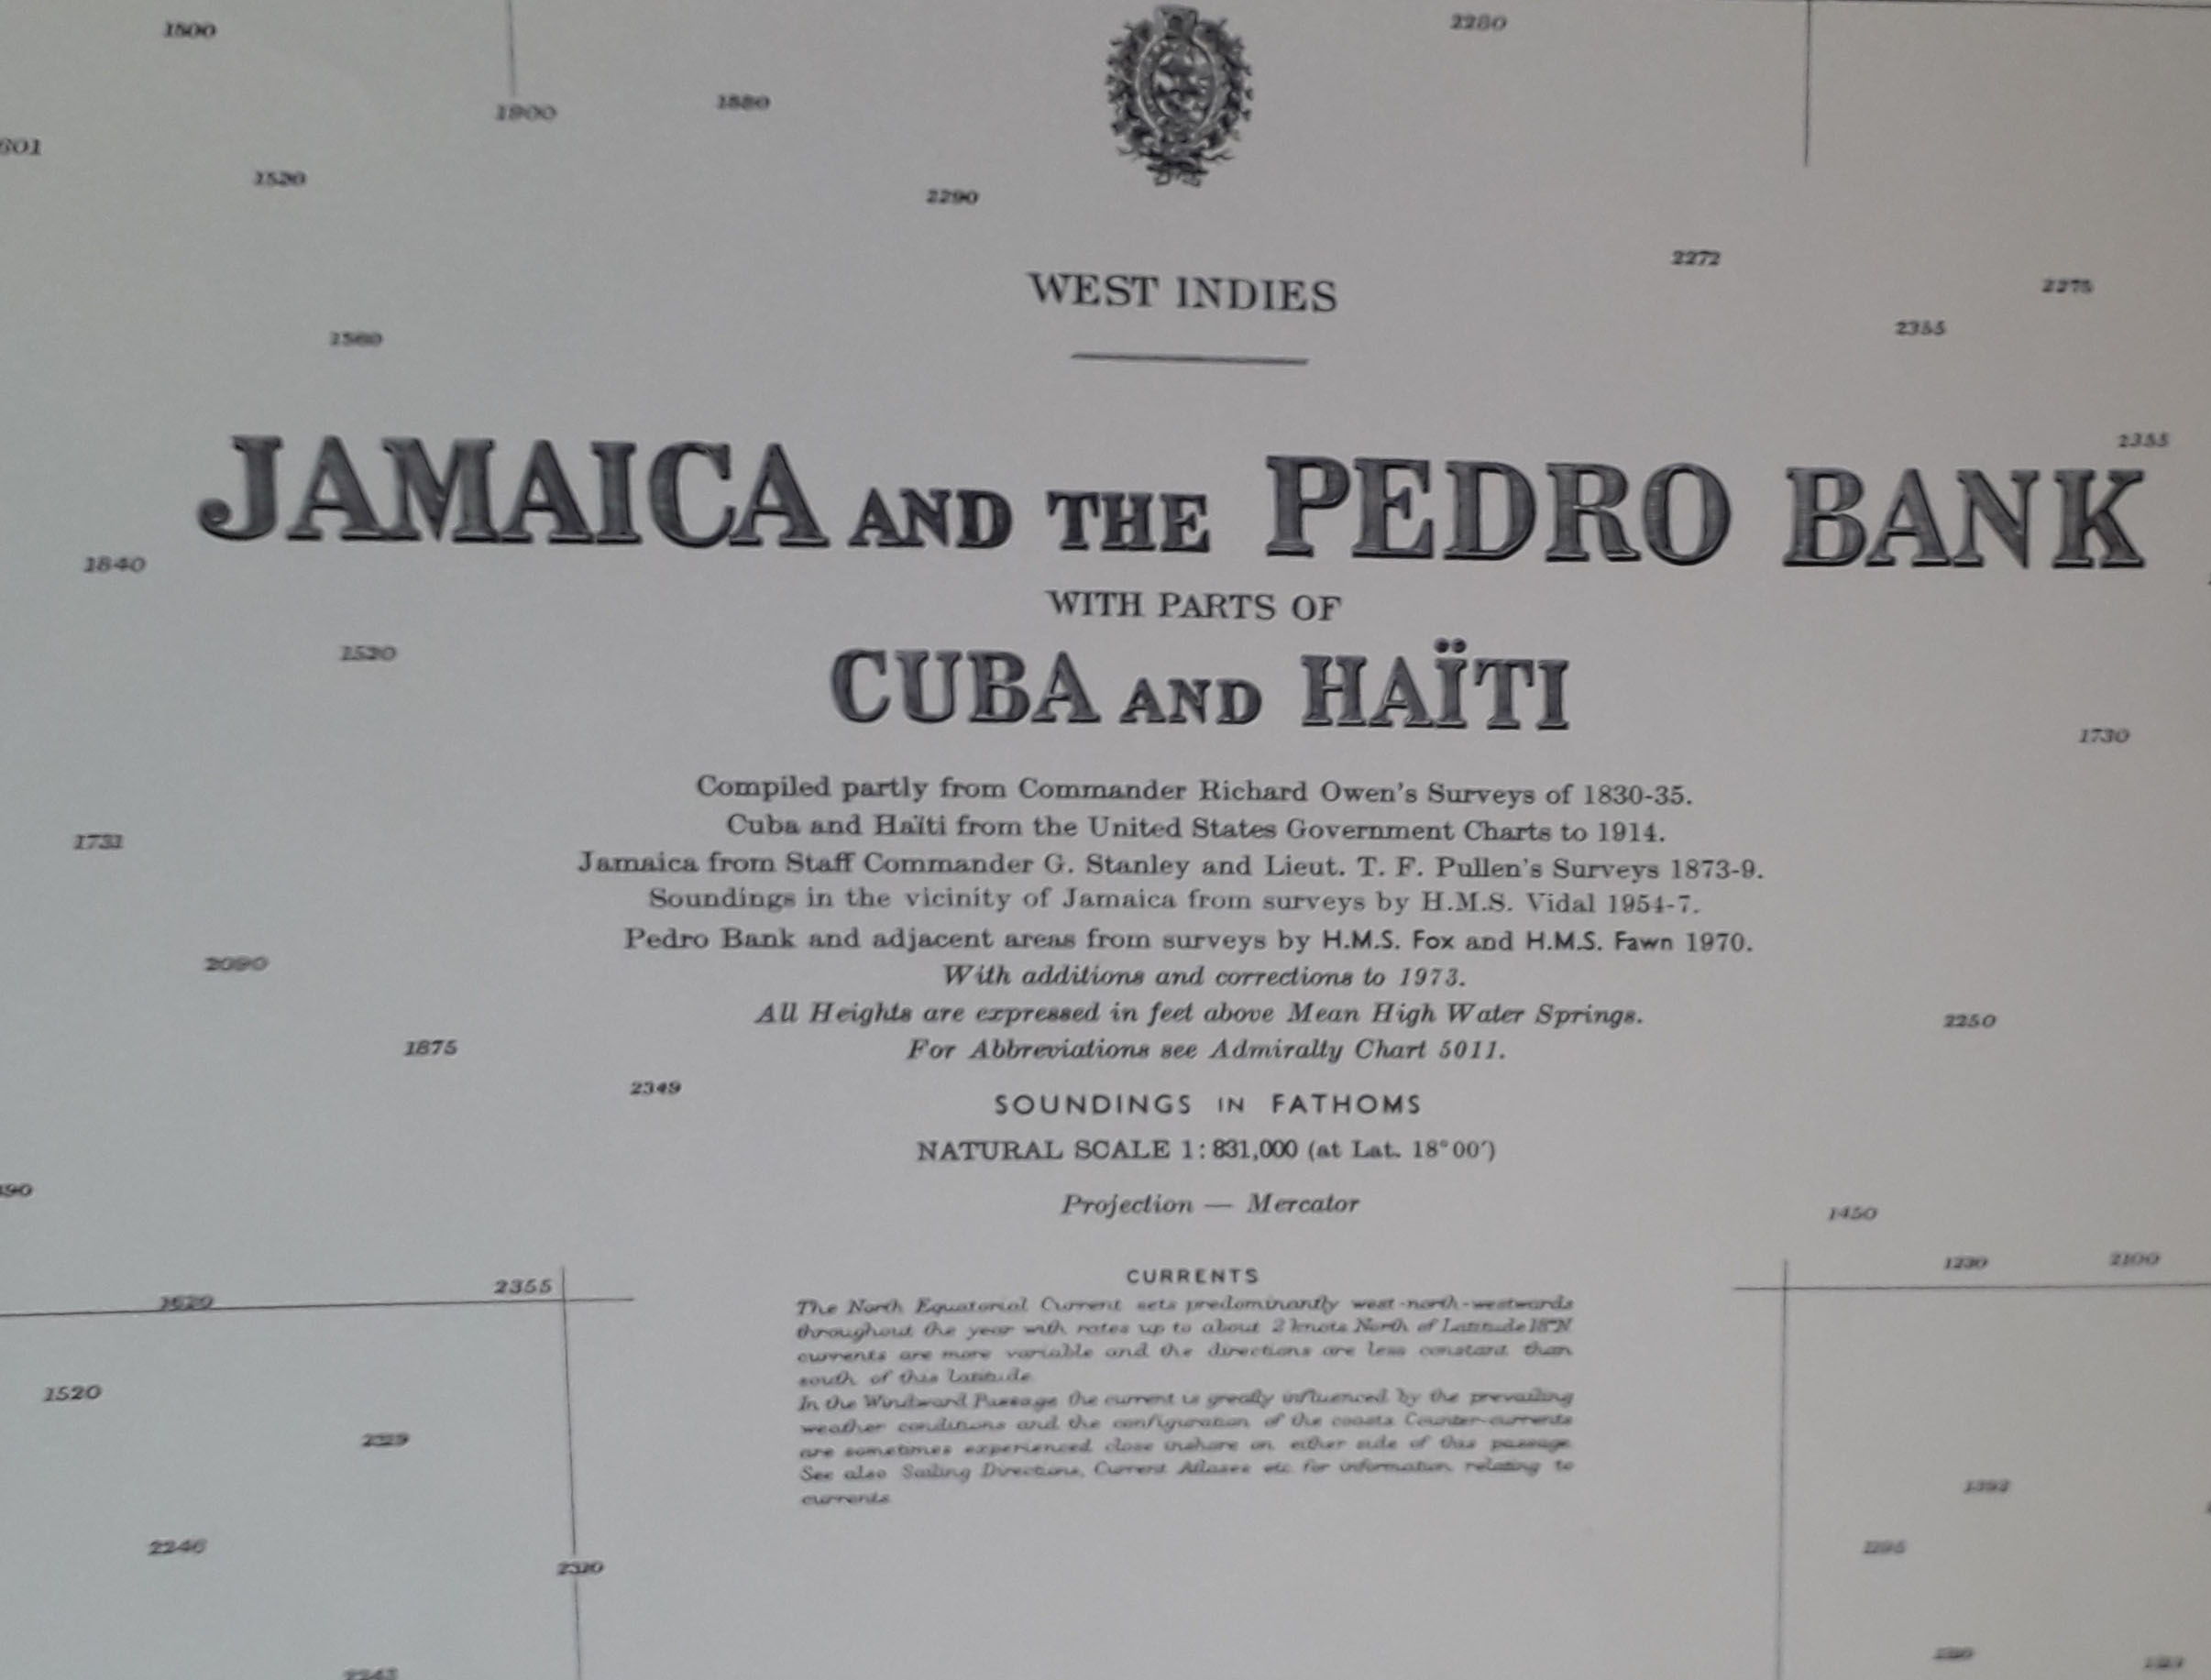 1800
2280
1900
1880
1520
2290
2272
2275
2355
1560
WEST INDIES
2355
JAMAICA AND THE PEDRO BANK
1840
WITH PARTS OF
1520
CUBA AND HAÏTI
1730
Compiled partly from Commander Richard Owen's Surveys of 1830-35.
Cuba and Haïti from the United States Government Charts to 1914.
1731
Jamaica from Staff Commander G. Stanley and Lieut. T. F. Pullen's Surveys 1873-9.
Soundings in the vicinity of Jamaica from surveys by H.M.S. Vidal 1954-7.
Pedro Bank and adjacent areas from surveys by H.M.S. Fox and H.M.S. Fawn 1970.
2090
With additions and corrections to 1973.
All Heights are expressed in feet above Mean High Water Springs.
2250
1875
For Abbreviations see Admiralty Chart 5011.
2349
SOUNDINGS IN FATHOMS
NATURAL SCALE 1:831,000 (at Lat. 18°00′)
Projection — Mercator
1450
1230
2100
CURRENTS
2355
The North Equatorial Current sets predominantly west-north-westwards
throughout the year with rates up to about 2 knots North of Latitude 18°N
currents are more variable and the directions are less constant than
south of this latitude
1520
In the Windward Passage the current is greatly influenced by the prevailing
weather conditions and the configuration of the coasts Counter-currents
are sometimes experienced close inshore on either side of this passage
See also Sailing Directions, Current Atlases etc. for information relating to
currents
2246